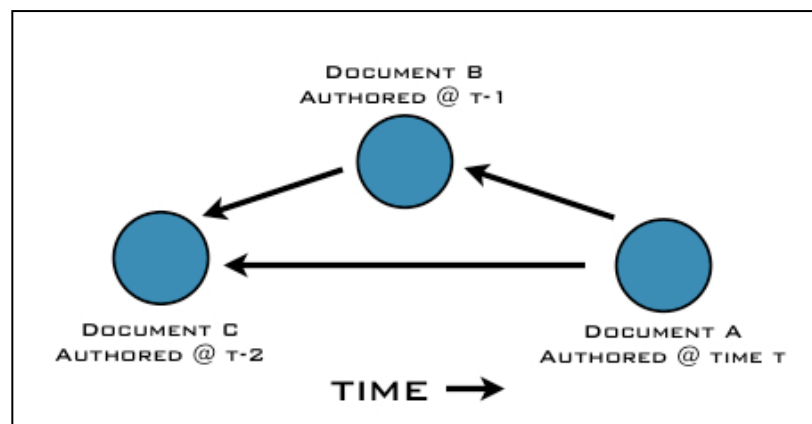 DOCUMENT B
AUTHORED @ T-1
DOCUMENT C
AUTHORED @ T-2
DOCUMENT A
AUTHORED @ TIME T
TIME